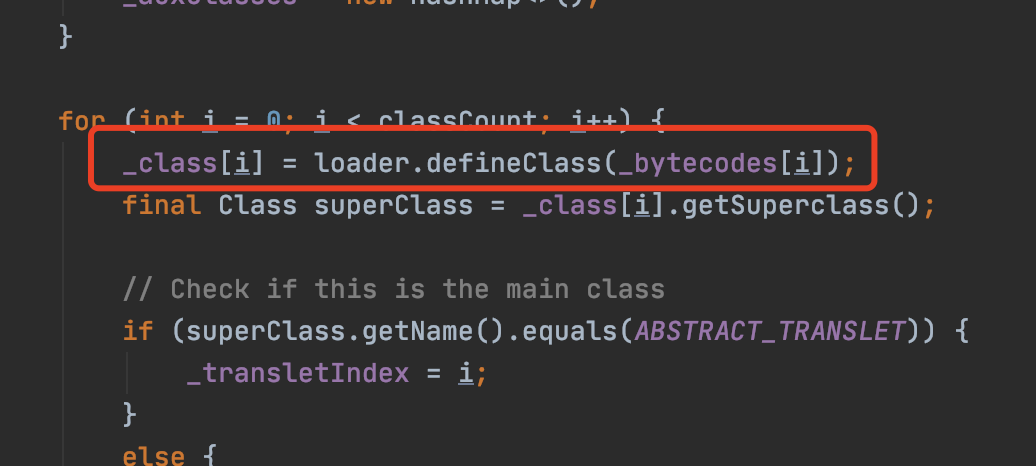 _auxClasses = new HashMap<>();
}
for (int i = 0; i < classCount; i++) {
_class[i] = loader.defineClass(_bytecodes[i]);
final Class superClass = _class[i].getSuperclass();
// Check if this is the main class
if (superClass.getName().equals(ABSTRACT_TRANSLET)) {
_transletIndex = i;
}
else {